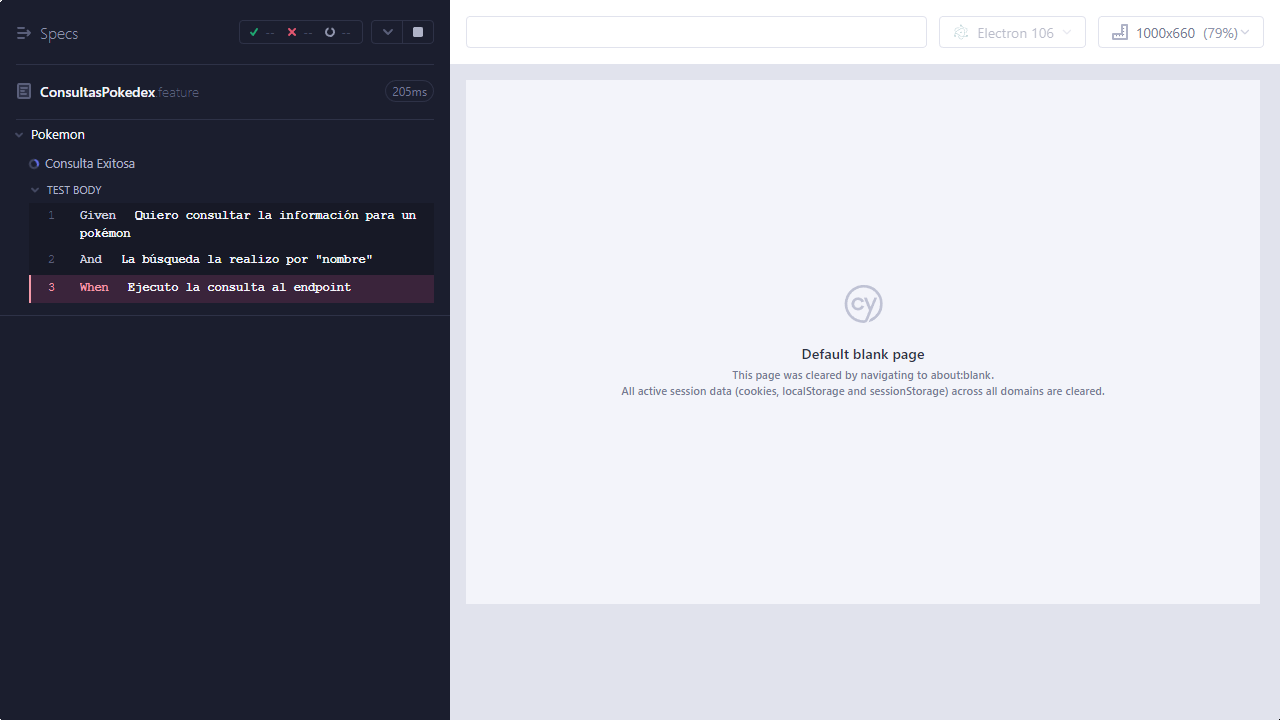 Specs
--
--
--
Electron 106
1000x660 (79%)
ConsultasPokedex.feature
205ms
Pokemon
Consulta Exitosa
TEST BODY
1 Given Quiero consultar la información para un
pokémon
2 And La búsqueda la realizo por "nombre"
3 When Ejecuto la consulta al endpoint
cy
Default blank page
This page was cleared by navigating to about:blank.
All active session data (cookies, localStorage and sessionStorage) across all domains are cleared.